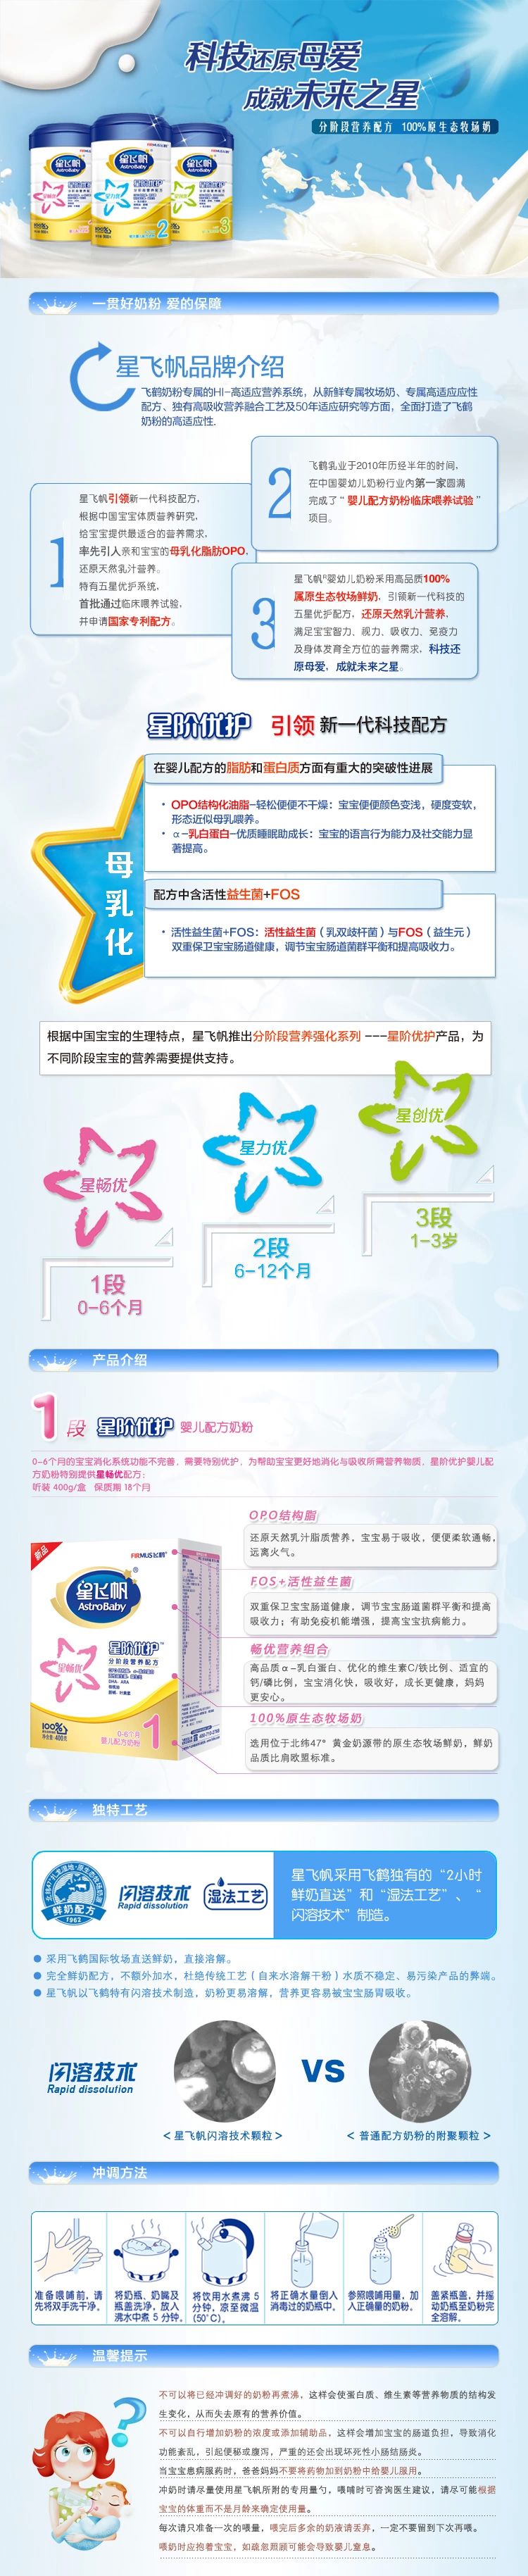 科技还原母爱
成就未来之星
分阶段营养配方 100%原生态牧场奶
星飞帆
AstroBaby
星飞帆
AstroBaby
星阶优护
2
星飞帆
AstroBaby
3
一贯好奶粉 爱的保障
星飞帆品牌介绍
飞鹤奶粉专属的HI-高适应营养系统，从新鲜专属牧场奶、专属高适应应性
配方、独有高吸收营养融合工艺及50年适应研究等方面，全面打造了飞鹤
奶粉的高适应性.
1
星飞帆引领新一代科技配方，
根据中国宝宝体质营养研究，
给宝宝提供最适合的营养需求，
率先引入亲和宝宝的母乳化脂肪OPO，
还原天然乳汁营养。
特有五星优护系统，
首批通过临床喂养试验，
并申请国家专利配方。
2
飞鹤乳业于2010年历经半年的时间，
在中国婴幼儿奶粉行业内第一家圆满
完成了“婴儿配方奶粉临床喂养试验”
项目。
3
星飞帆®婴幼儿奶粉采用高品质100%
属原生态牧场鲜奶，引领新一代科技的
五星优护配方，还原天然乳汁营养，
满足宝宝智力、视力、吸收力、免疫力
及身体发育全方位的营养需求，科技还
原母爱，成就未来之星。
星阶优护 引领 新一代科技配方
母乳化
在婴儿配方的脂肪和蛋白质方面有重大的突破性进展
· OPO结构化油脂-轻松便便不干燥：宝宝便便颜色变浅，硬度变软，
形态近似母乳喂养。
· α-乳白蛋白-优质睡眠助成长：宝宝的语言行为能力及社交能力显
著提高。
配方中含活性益生菌+FOS
· 活性益生菌+FOS：活性益生菌（乳双歧杆菌）与FOS（益生元）
双重保卫宝宝肠道健康，调节宝宝肠道菌群平衡和提高吸收力。
根据中国宝宝的生理特点，星飞帆推出分阶段营养强化系列 ---星阶优护产品，为
不同阶段宝宝的营养需要提供支持。
星畅优
星力优
星创优
1段
0-6个月
2段
6-12个月
3段
1-3岁
产品介绍
1段 星阶优护 婴儿配方奶粉
0-6个月的宝宝消化系统功能不完善，需要特别优护，为帮助宝宝更好地消化与吸收所需营养物质，星阶优护婴儿配
方奶粉特别提供星畅优配方：
听装 400g/盒 保质期 18个月
新品
FIRMUS飞鹤
星飞帆
AstroBaby
星阶优护
分阶段营养配方
星畅优
100%
0-6个月
婴儿配方奶粉
1
OPO结构脂
还原天然乳汁脂质营养，宝宝易于吸收，便便柔软通畅，
远离火气。
FOS+活性益生菌
双重保卫宝宝肠道健康，调节宝宝肠道菌群平衡和提高
吸收力；有助免疫机能增强，提高宝宝抗病能力。
畅优营养组合
高品质α-乳白蛋白、优化的维生素C/铁比例、适宜的
钙/磷比例，宝宝消化快，吸收好，成长更健康，妈妈
更安心。
100%原生态牧场奶
选用位于北纬47° 黄金奶源带的原生态牧场鲜奶，鲜奶
品质比肩欧盟标准。
独特工艺
鲜奶配方
1962
闪溶技术
Rapid dissolution
湿法工艺
星飞帆采用飞鹤独有的“2小时
鲜奶直送”和“湿法工艺”、“
闪溶技术”制造。
● 采用飞鹤国际牧场直送鲜奶，直接溶解。
● 完全鲜奶配方，不额外加水，杜绝传统工艺（自来水溶解干粉）水质不稳定、易污染产品的弊端。
● 星飞帆以飞鹤特有闪溶技术制造，奶粉更易溶解，营养更容易被宝宝肠胃吸收。
闪溶技术
Rapid dissolution
VS
< 星飞帆闪溶技术颗粒 >
< 普通配方奶粉的附聚颗粒 >
冲调方法
准备喂哺前，请
先将双手洗干净。
将奶瓶、奶嘴及
瓶盖洗净，放入
沸水中煮 5 分钟。
将饮用水煮沸 5
分钟，凉至微温
(50℃)。
将正确水量倒入
消毒过的奶瓶中。
参照喂哺用量，加
入正确量的奶粉。
盖紧瓶盖，并摇
动奶瓶至奶粉完
全溶解。
温馨提示
不可以将已经冲调好的奶粉再煮沸，这样会使蛋白质、维生素等营养物质的结构发
生变化，从而失去原有的营养价值。
不可以自行增加奶粉的浓度或添加辅助品，这样会增加宝宝的肠道负担，导致消化
功能紊乱，引起便秘或腹泻，严重的还会出现坏死性小肠结肠炎。
当宝宝患病服药时，爸爸妈妈不要将药物加到奶粉中给婴儿服用。
冲奶时请尽量使用星飞帆所附的专用量勺，喂哺时可咨询医生建议，请尽可能根据
宝宝的体重而不是月龄来确定使用量。
每次请只准备一次的喂量，喂完后多余的奶液请丢弃，一定不要留到下次再喂。
喂奶时应抱着宝宝，如疏忽照顾可能会导致婴儿窒息。